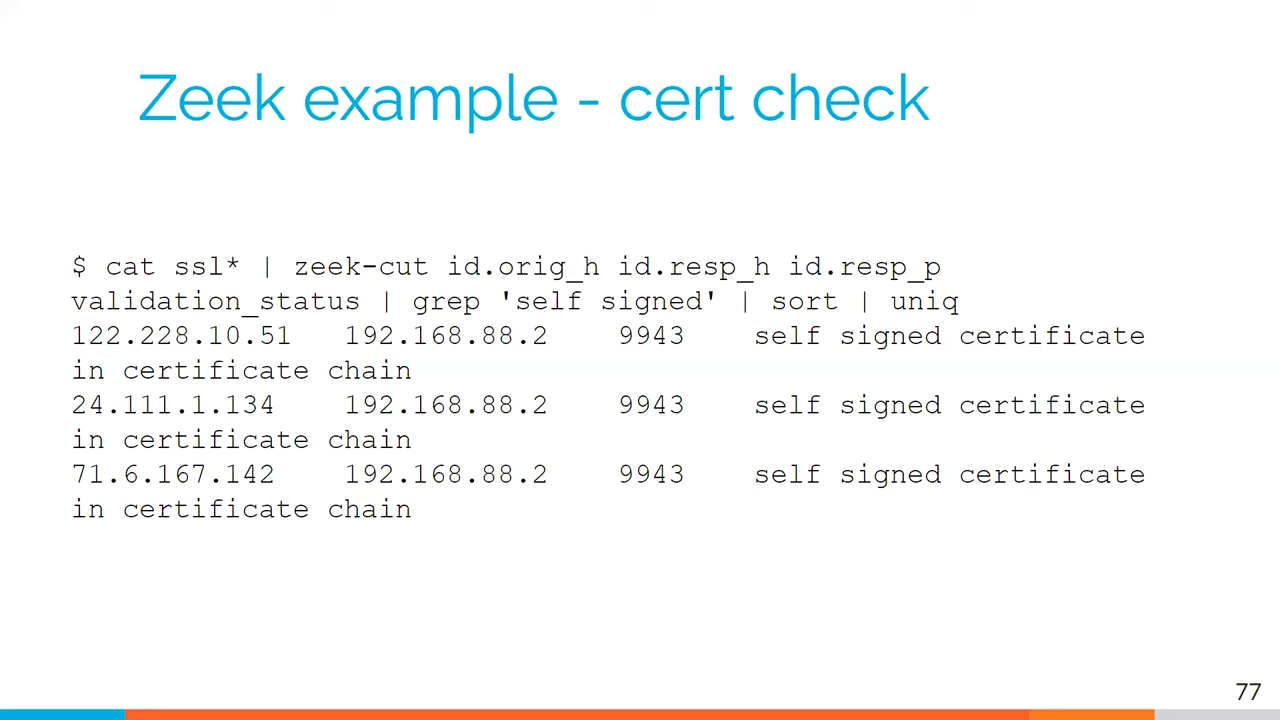 Zeek example - cert check
$ cat ssl* | zeek-cut id.orig_h id.resp_h id.resp_p
validation_status | grep 'self signed' | sort | uniq
122.228.10.51   192.168.88.2    9943    self signed certificate
in certificate chain
24.111.1.134    192.168.88.2    9943    self signed certificate
in certificate chain
71.6.167.142    192.168.88.2    9943    self signed certificate
in certificate chain
77